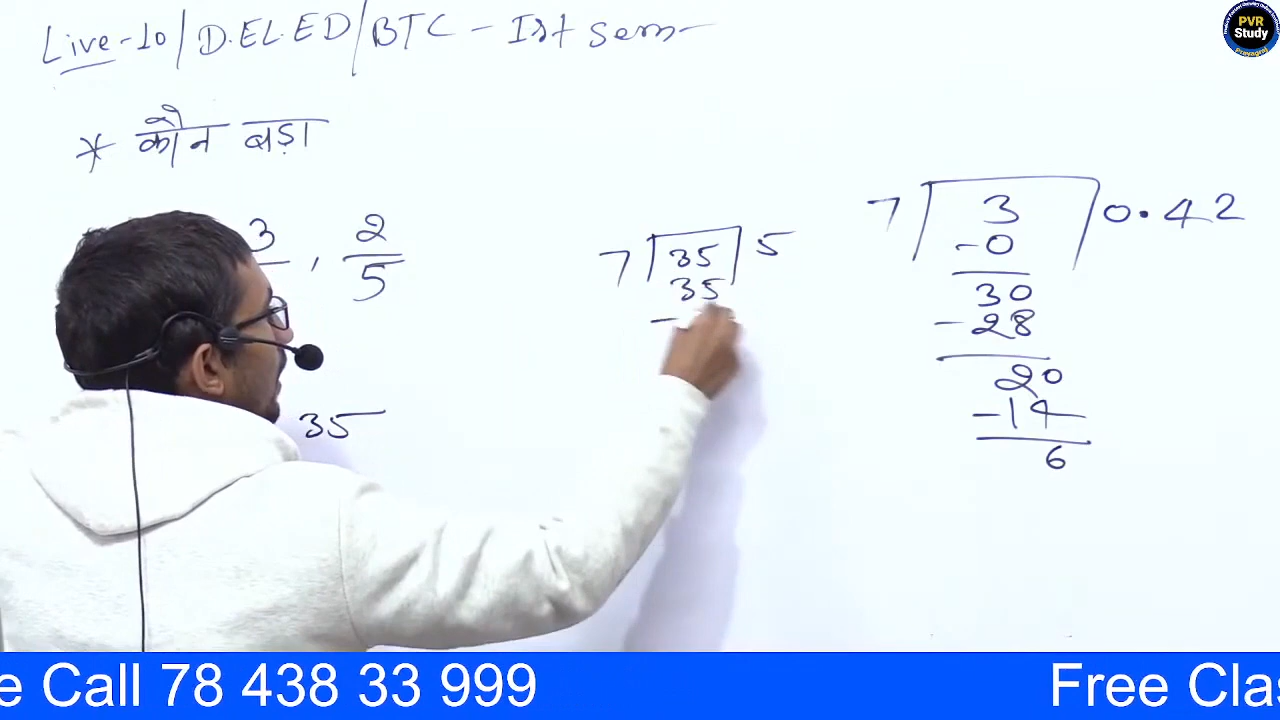 Live-10/D.EL.ED/BTC - Ist Sem
* कौन बड़ा
3 , 2
5
35
7 35 5
35
7 3 0.42
-0
30
-28
20
-14
6
PVR
Study
Prayagraj
e Call 78 438 33 999
Free Clas